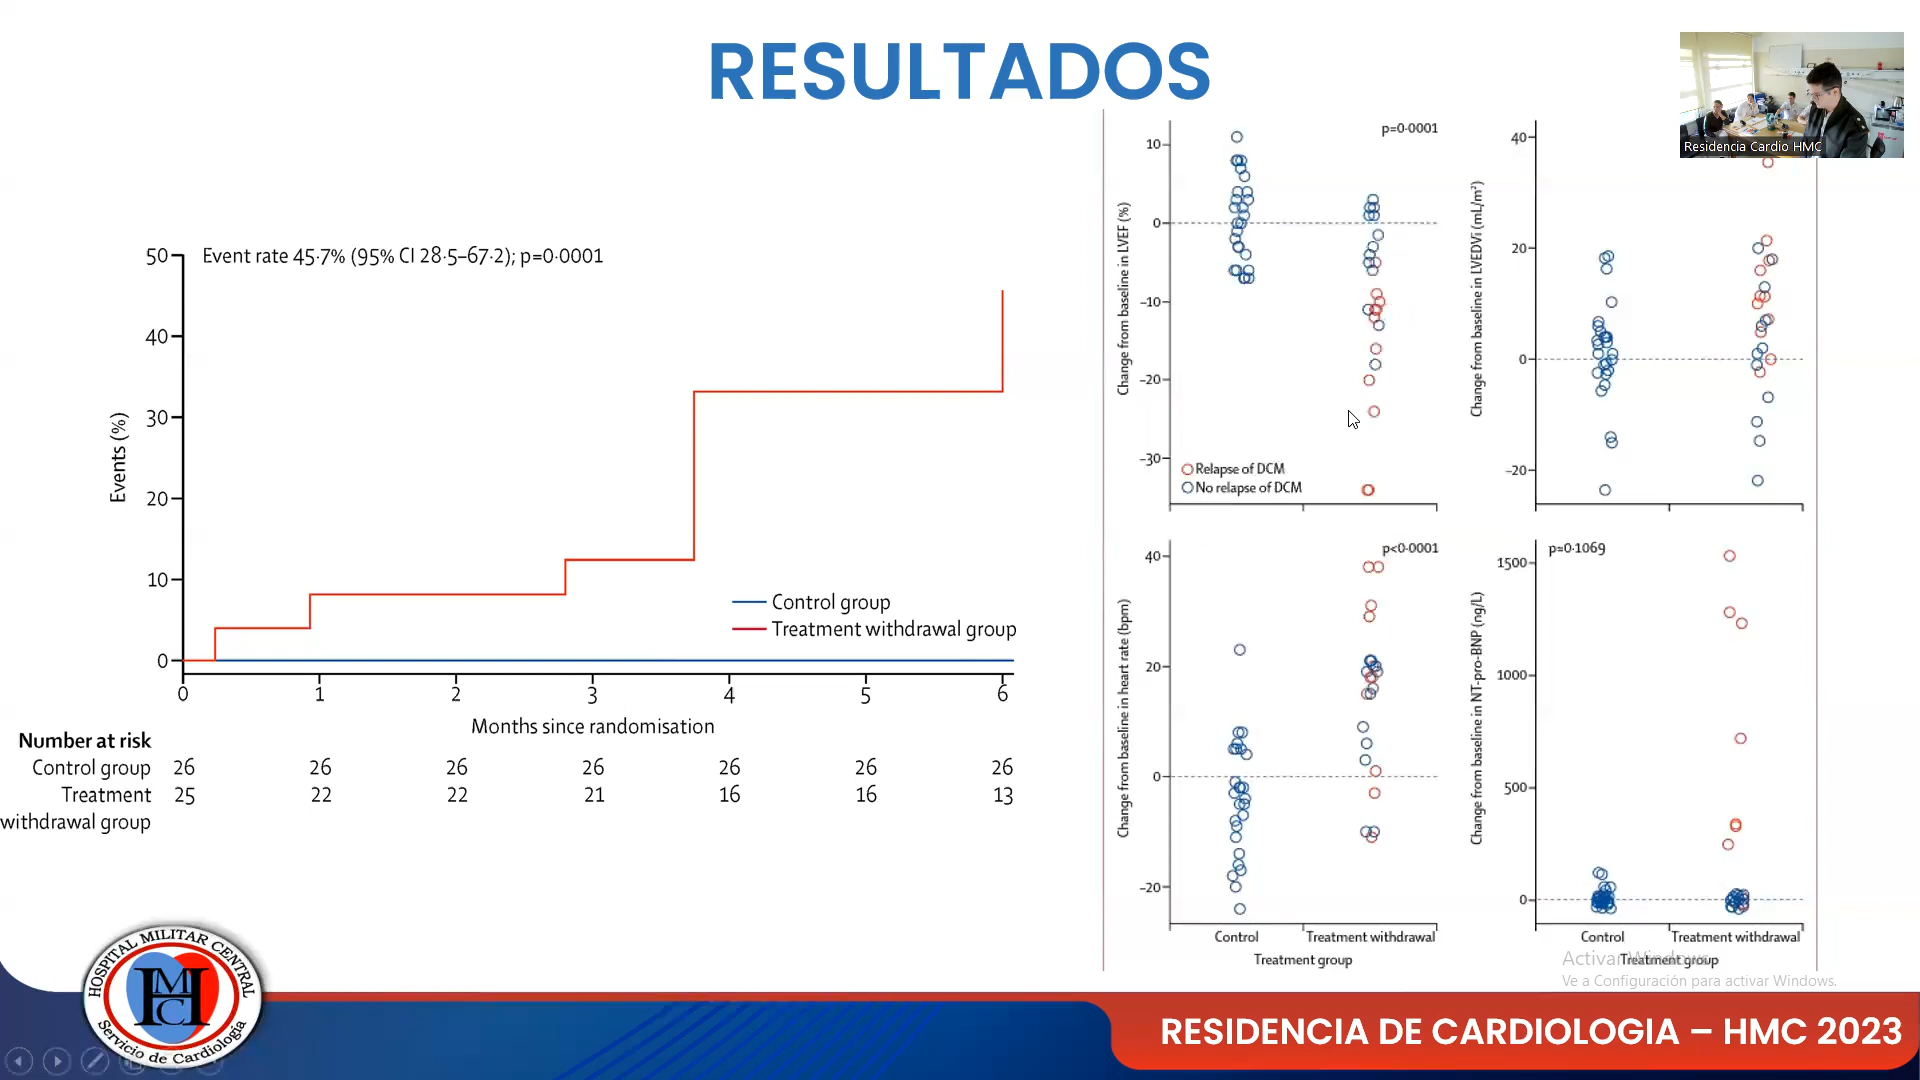 RESULTADOS
Residencia Cardio HMC
Event rate 45·7% (95% CI 28·5–67·2); p=0·0001
50
40
30
20
10
0
Events (%)
Control group
Treatment withdrawal group
0 1 2 3 4 5 6
Months since randomisation
Number at risk
Control group 26 26 26 26 26 26 26
Treatment 25 22 22 21 16 16 13
withdrawal group
p=0·0001
Change from baseline in LVEF (%)
10
0
–10
–20
–30
Relapse of DCM
No relapse of DCM
Change from baseline in LVEDVi (mL/m²)
40
20
0
–20
p<0·0001
Change from baseline in heart rate (bpm)
40
20
0
–20
Control Treatment withdrawal
Treatment group
p=0·1069
Change from baseline in NT-pro-BNP (ng/L)
1500
1000
500
0
Control Treatment withdrawal
Treatment group
Activar Windows
Ve a Configuración para activar Windows.
HOSPITAL MILITAR CENTRAL
HMC
Servicio de Cardiología
RESIDENCIA DE CARDIOLOGIA – HMC 2023